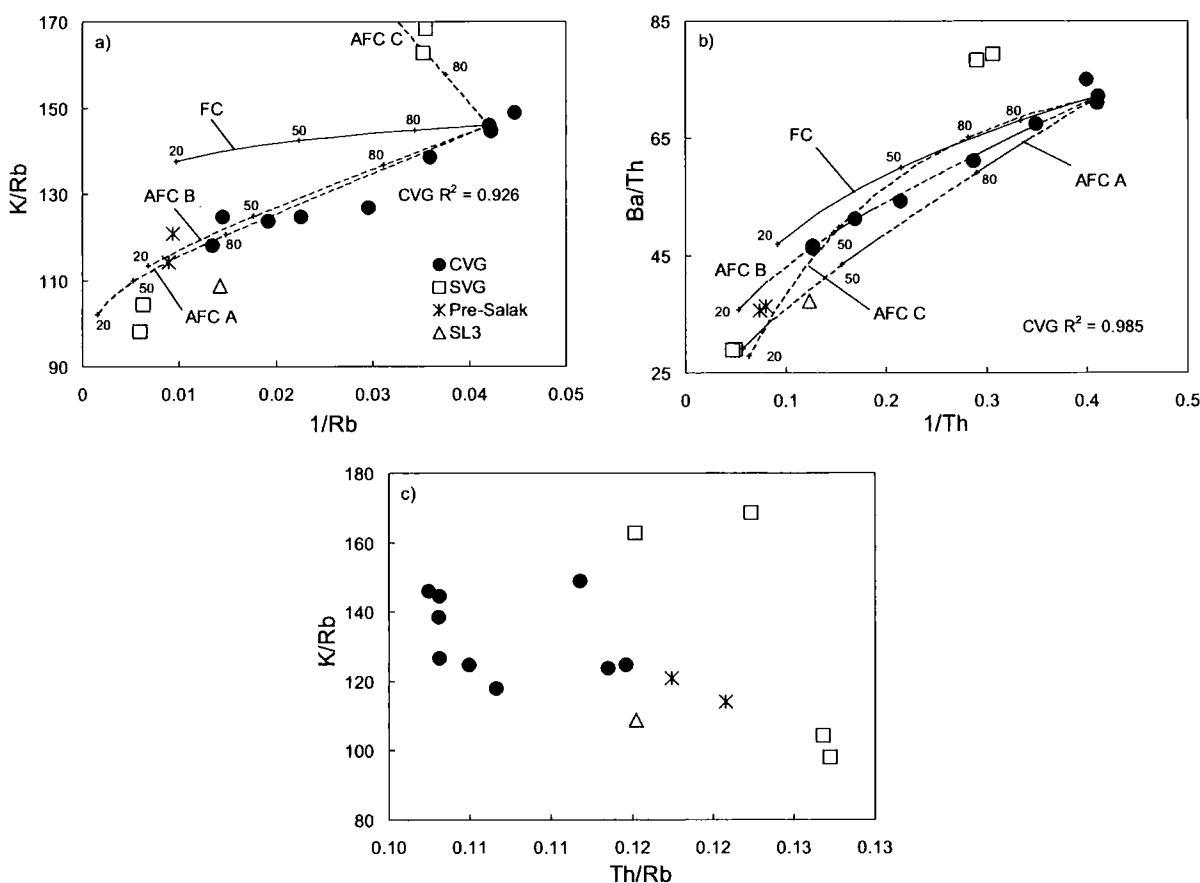 a)
170
150
130
110
90
K/Rb
0
0.01
0.02
0.03
0.04
0.05
1/Rb
AFC C
80
FC
20
50
80
AFC B
80
50
CVG R² = 0.926
20
80
50
AFC A
20
CVG
SVG
Pre-Salak
SL3
b)
85
65
45
25
Ba/Th
0
0.1
0.2
0.3
0.4
0.5
1/Th
FC
80
80
50
20
AFC A
80
AFC B
50
50
20
AFC C
20
CVG R² = 0.985
c)
180
160
140
120
100
80
K/Rb
0.10
0.11
0.11
0.12
0.12
0.13
0.13
Th/Rb